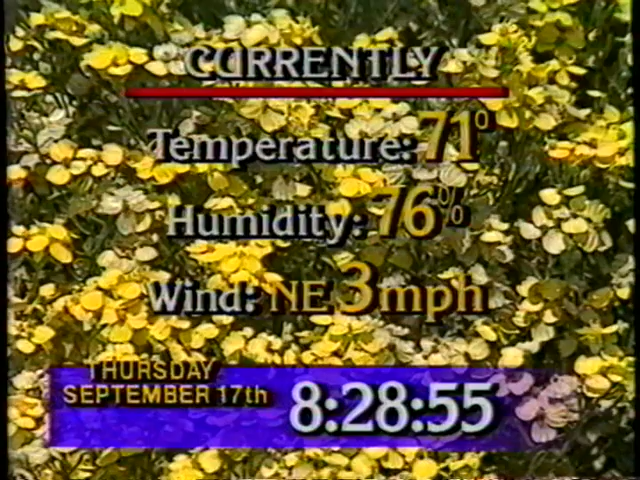 CURRENTLY
Temperature: 71°
Humidity: 76%
Wind: NE 3mph
THURSDAY
SEPTEMBER 17th
8:28:55